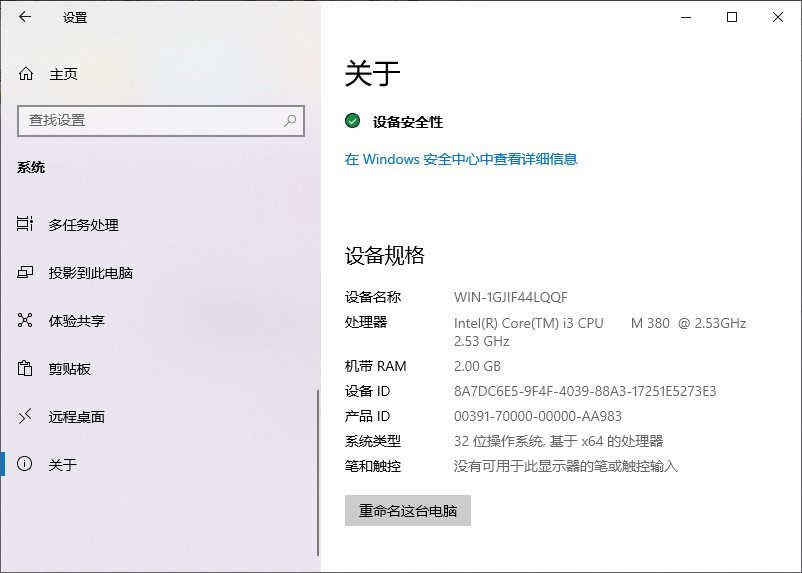 设置
主页
查找设置
系统
多任务处理
投影到此电脑
体验共享
剪贴板
远程桌面
关于
关于
设备安全性
在 Windows 安全中心中查看详细信息
设备规格
设备名称 WIN-1GJIF44LQQF
处理器 Intel(R) Core(TM) i3 CPU M 380 @ 2.53GHz
2.53 GHz
机带 RAM 2.00 GB
设备 ID 8A7DC6E5-9F4F-4039-88A3-17251E5273E3
产品 ID 00391-70000-00000-AA983
系统类型 32 位操作系统, 基于 x64 的处理器
笔和触控 没有可用于此显示器的笔或触控输入
重命名这台电脑